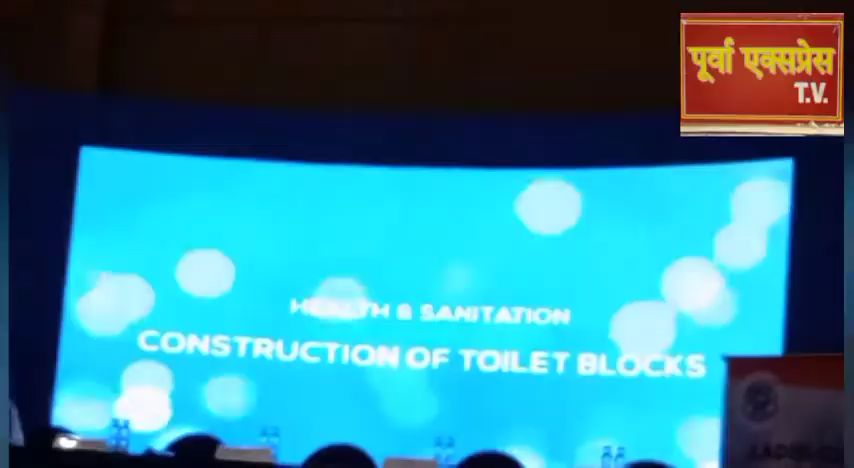 पूर्वा एक्सप्रेस
T.V.
HEALTH & SANITATION
CONSTRUCTION OF TOILET BLOCKS